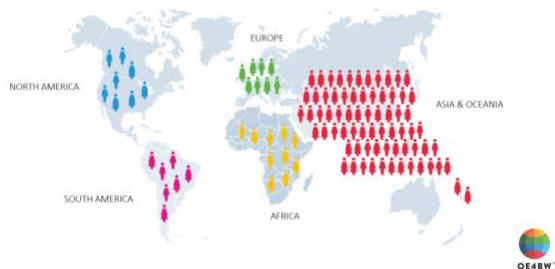 EUROPE
NORTH AMERICA
ASIA & OCEANIA
SOUTH AMERICA
AFRICA
OE4BW